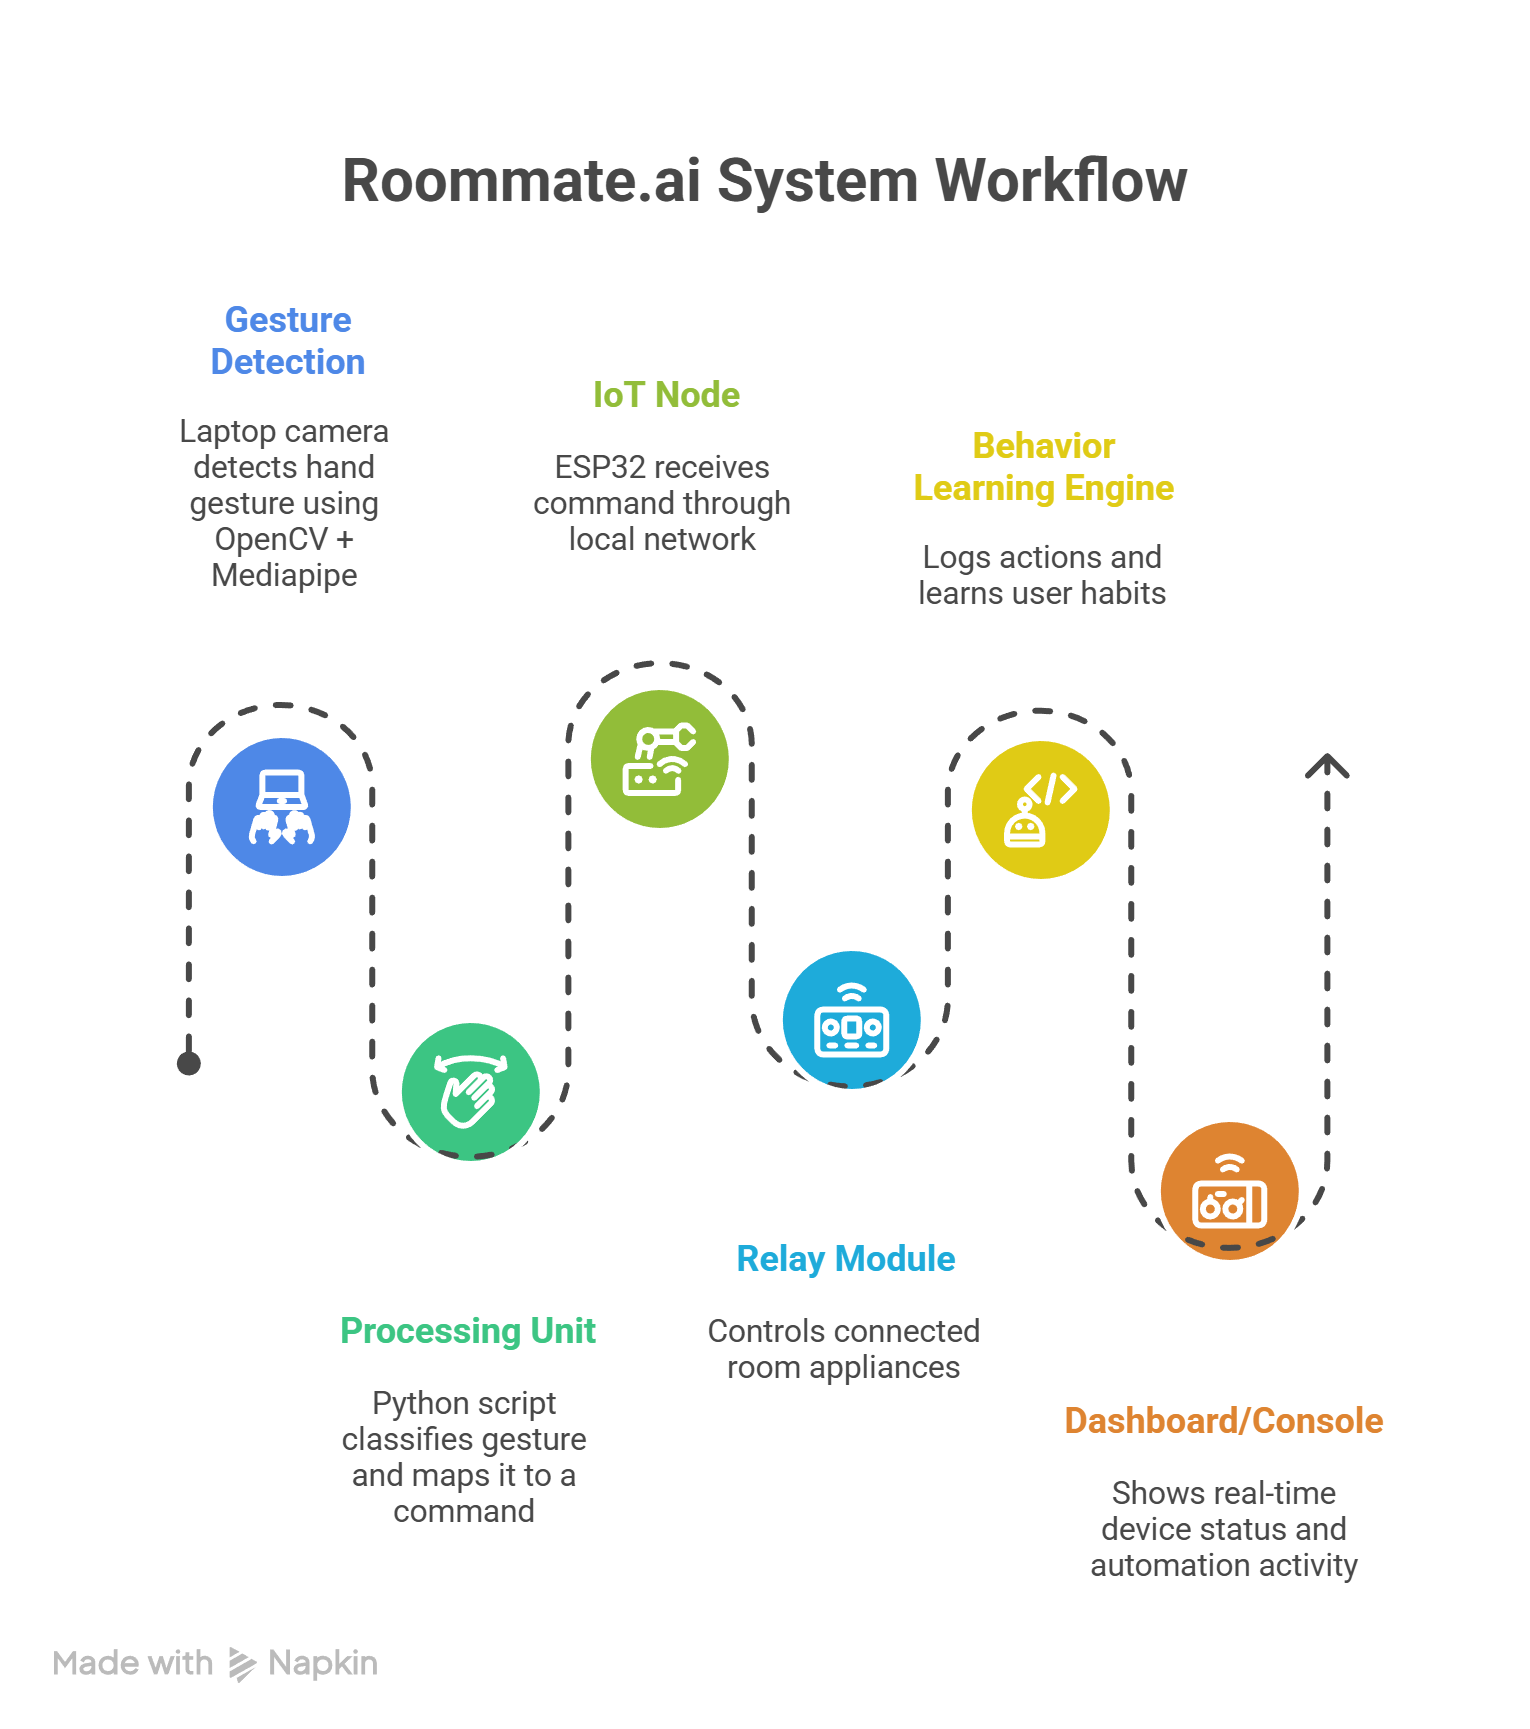 Roommate.ai System Workflow
Gesture
Detection
Laptop camera
detects hand
gesture using
OpenCV +
Mediapipe
IoT Node
ESP32 receives
command through
local network
Behavior
Learning Engine
Logs actions and
learns user habits
Processing Unit
Python script
classifies gesture
and maps it to a
command
Relay Module
Controls connected
room appliances
Dashboard/Console
Shows real-time
device status and
automation activity
Made with Napkin